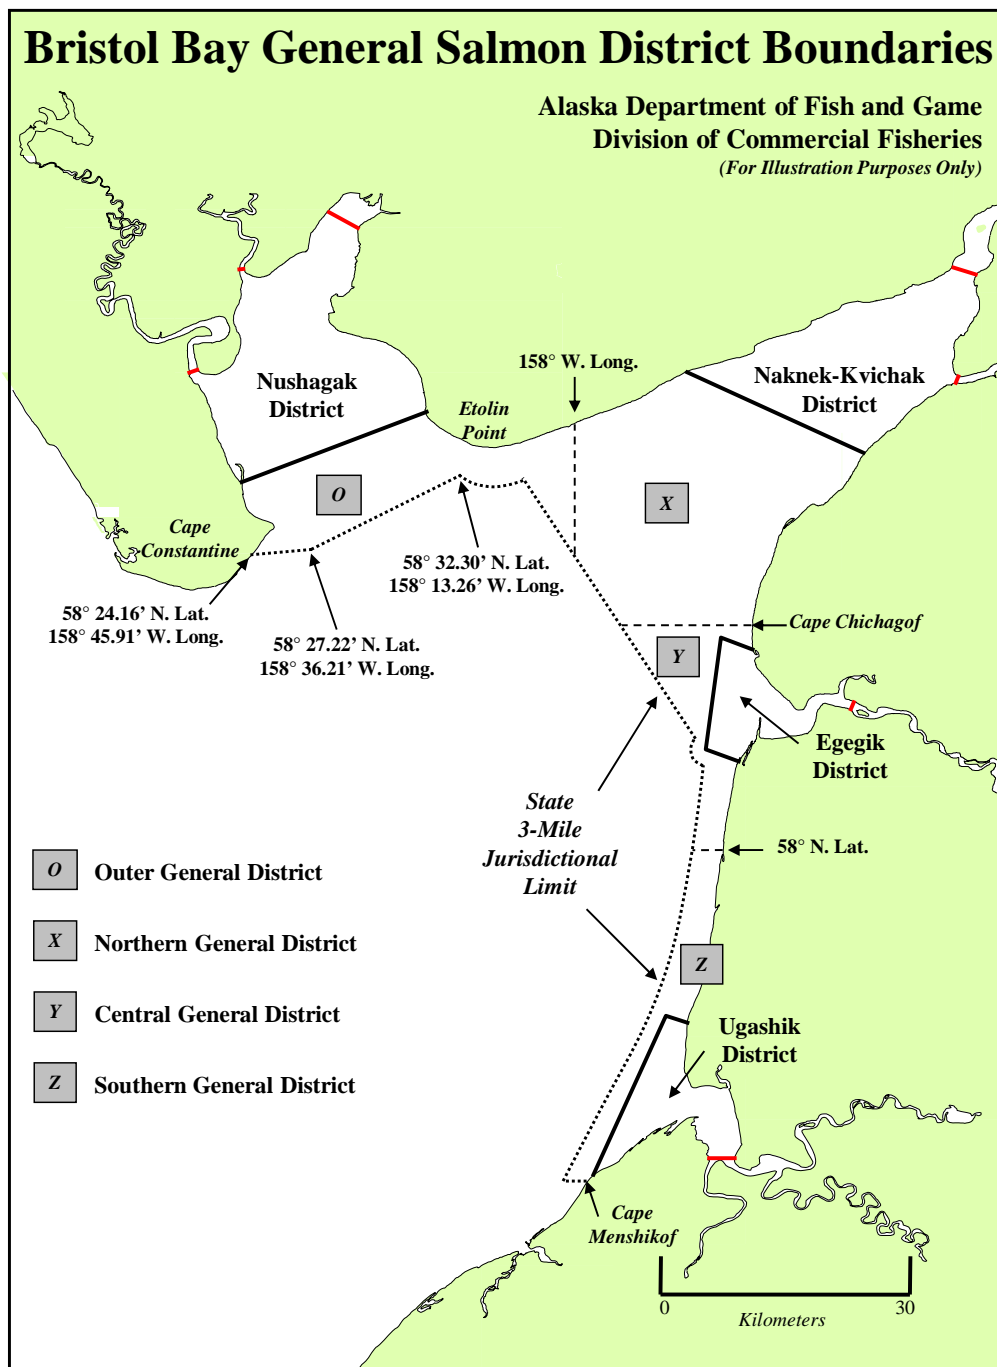 Bristol Bay General Salmon District Boundaries
Alaska Department of Fish and Game
Division of Commercial Fisheries
(For Illustration Purposes Only)
158° W. Long.
Nushagak
District
Naknek-Kvichak
District
Etolin
Point
O
X
Cape
Constantine
58° 32.30’ N. Lat.
158° 13.26’ W. Long.
58° 24.16’ N. Lat.
158° 45.91’ W. Long.
58° 27.22’ N. Lat.
158° 36.21’ W. Long.
Cape Chichagof
Y
Egegik
District
State
3-Mile
Jurisdictional
Limit
58° N. Lat.
O Outer General District
X Northern General District
Y Central General District
Z Southern General District
Z
Ugashik
District
Cape
Menshikof
0 30
Kilometers